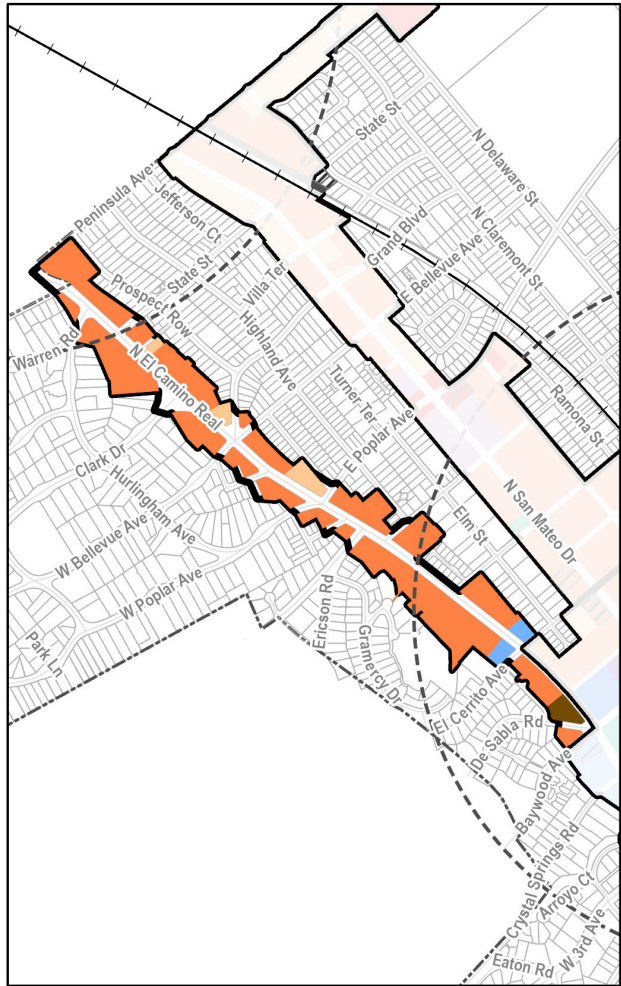 State St
N Delaware St
Peninsula Ave
Jefferson Ct
N Claremont St
Grand Blvd
E Bellevue Ave
State St
Villa Ter
Prospect Row
Warren Rd
N El Camino Real
Highland Ave
Turner Ter
Ramona St
E Poplar Ave
Clark Dr
Hurlingham Ave
N San Mateo Dr
Elm St
W Bellevue Ave
W Poplar Ave
Ericson Rd
Gramercy Dr
Park Ln
El Cerrito Ave
De Sabla Rd
Baywood Ave
Crystal Springs Rd
Arroyo Ct
W 3rd Ave
Eaton Rd